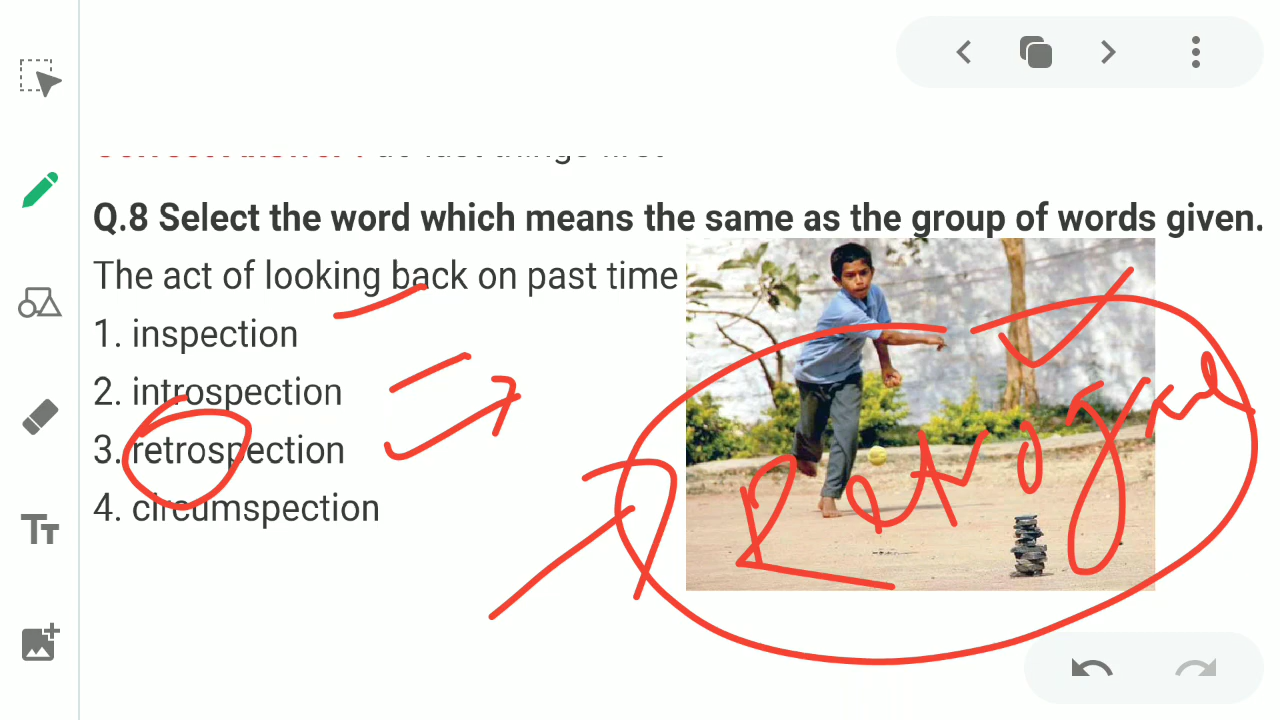 Q.8 Select the word which means the same as the group of words given.
The act of looking back on past time
1. inspection
2. introspection
3. retrospection
4. circumspection
TT